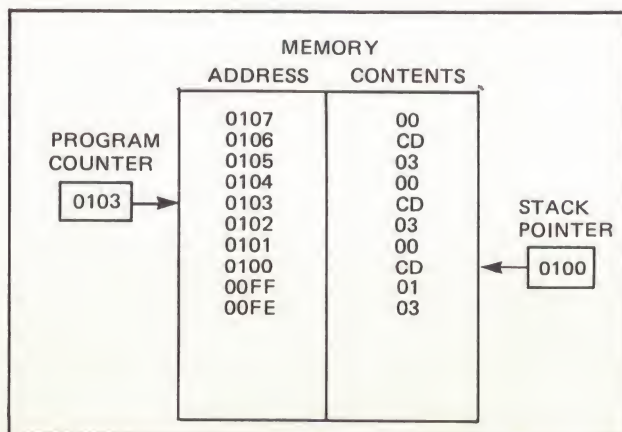 MEMORY
ADDRESS CONTENTS
0107 00
0106 CD
0105 03
0104 00
0103 CD
0102 03
0101 00
0100 CD
00FF 01
00FE 03
PROGRAM
COUNTER
0103
STACK
POINTER
0100